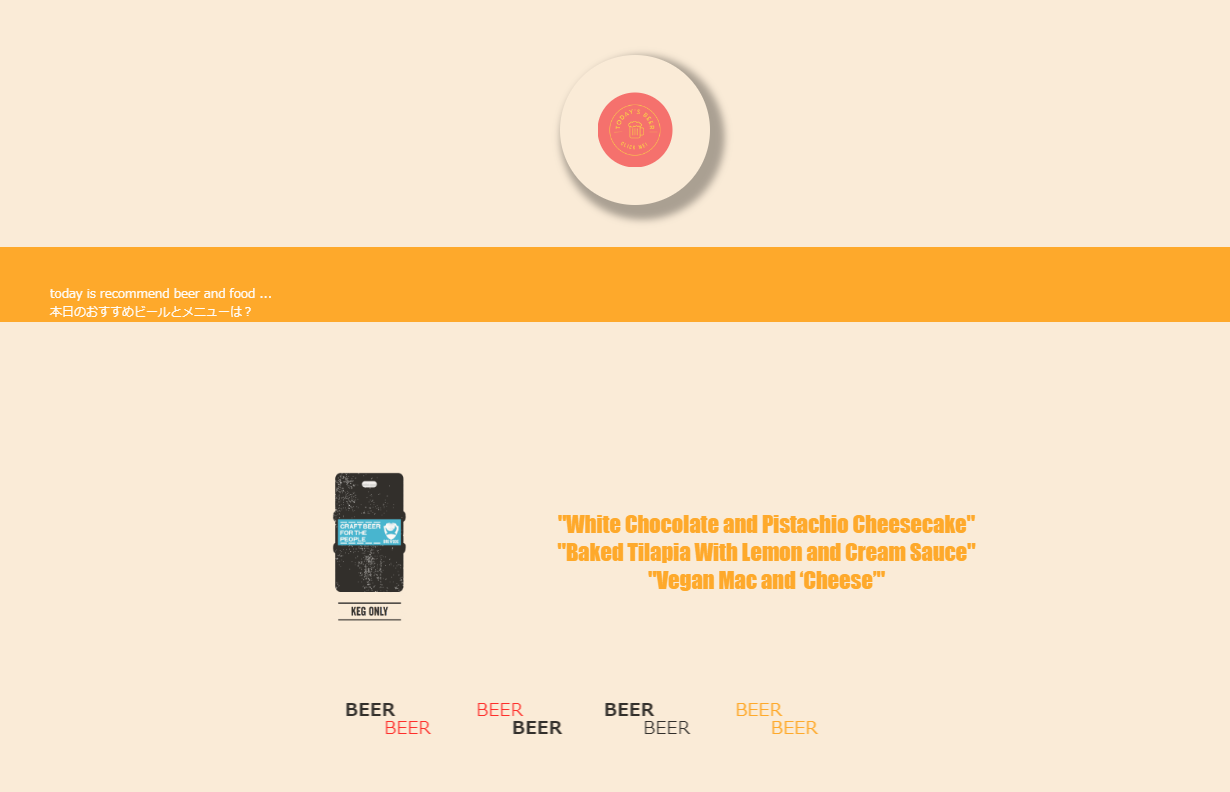 TODAY'S BEER
CLICK ME!
today is recommend beer and food ...
本日のおすすめビールとメニューは？
CRAFT BEER
FOR THE
PEOPLE
KEG ONLY
"White Chocolate and Pistachio Cheesecake"
"Baked Tilapia With Lemon and Cream Sauce"
"Vegan Mac and ‘Cheese’"
BEER BEER BEER BEER
BEER BEER BEER BEER